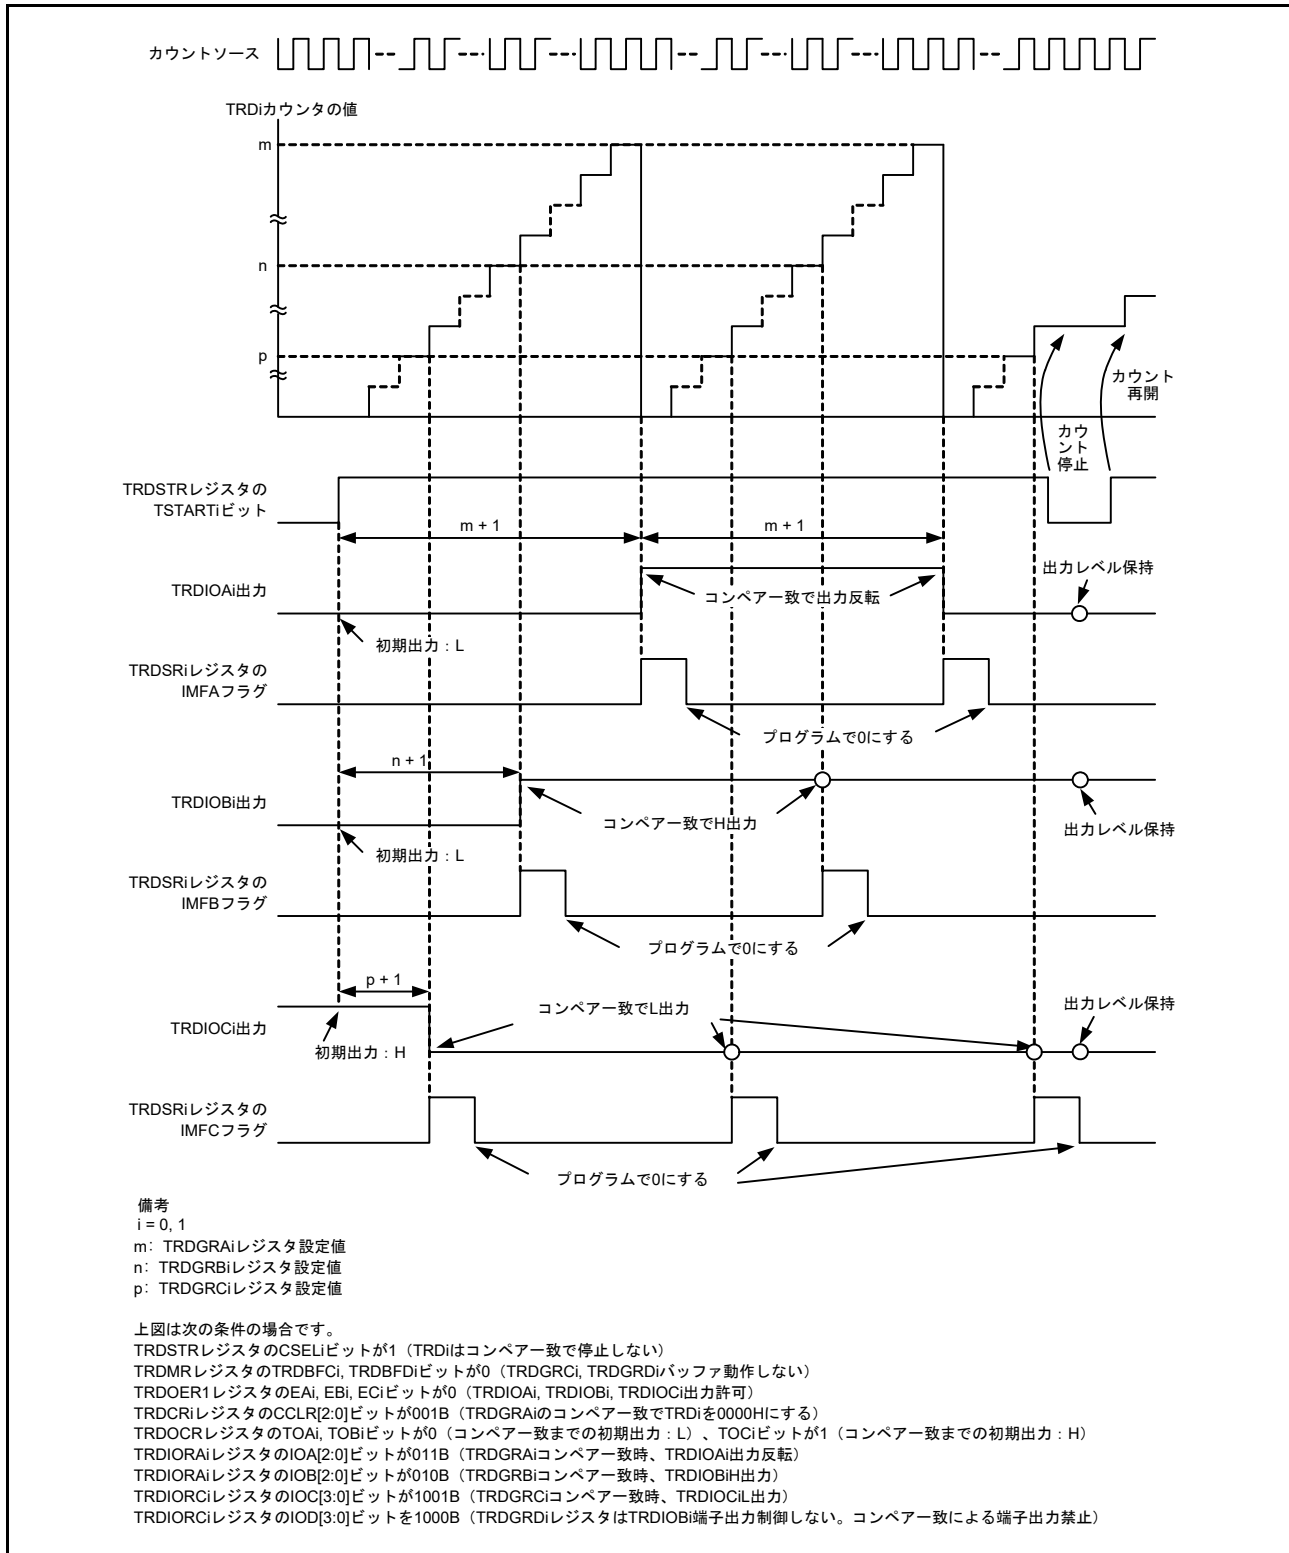 カウントソース
TRDiカウンタの値
m
n
p
カウント
再開
カウ
ント
停止
TRDSTRレジスタの
TSTARTiビット
m + 1
m + 1
TRDIOAi出力
コンペアー致で出力反転
出力レベル保持
初期出力：L
TRDSRiレジスタの
IMFAフラグ
プログラムで0にする
n + 1
TRDIOBi出力
コンペアー致でH出力
出力レベル保持
初期出力：L
TRDSRiレジスタの
IMFBフラグ
プログラムで0にする
p + 1
TRDIOCi出力
コンペアー致でL出力
出力レベル保持
初期出力：H
TRDSRiレジスタの
IMFCフラグ
プログラムで0にする
備考
i = 0, 1
m：TRDGRAiレジスタ設定値
n：TRDGRBiレジスタ設定値
p：TRDGRCiレジスタ設定値
上図は次の条件の場合です。
TRDSTRレジスタのCSELiビットが1（TRDiはコンペア一致で停止しない）
TRDMRレジスタのTRDBFCi, TRDBFDiビットが0（TRDGRCi, TRDGRDiバッファ動作しない）
TRDOER1レジスタのEAi, EBi, ECiビットが0（TRDIOAi, TRDIOBi, TRDIOCi出力許可）
TRDCRiレジスタのCCLR[2:0]ビットが001B（TRDGRAiのコンペア一致でTRDiを0000Hにする）
TRDOCRレジスタのTOAi, TOBiビットが0（コンペア一致までの初期出力：L）、TOCiビットが1（コンペア一致までの初期出力：H）
TRDIORAiレジスタのIOA[2:0]ビットが011B（TRDGRAiコンペア一致時、TRDIOAi出力反転）
TRDIORAiレジスタのIOB[2:0]ビットが010B（TRDGRBiコンペア一致時、TRDIOBiH出力）
TRDIORCiレジスタのIOC[3:0]ビットが1001B（TRDGRCiコンペア一致時、TRDIOCiL出力）
TRDIORCiレジスタのIOD[3:0]ビットを1000B（TRDGRDiレジスタはTRDIOBi端子出力制御しない。コンペア一致による端子出力禁止）